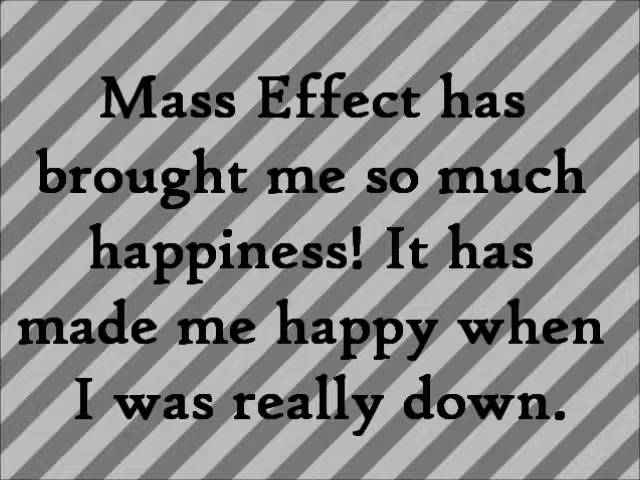 Mass Effect has
brought me so much
happiness! It has
made me happy when
I was really down.